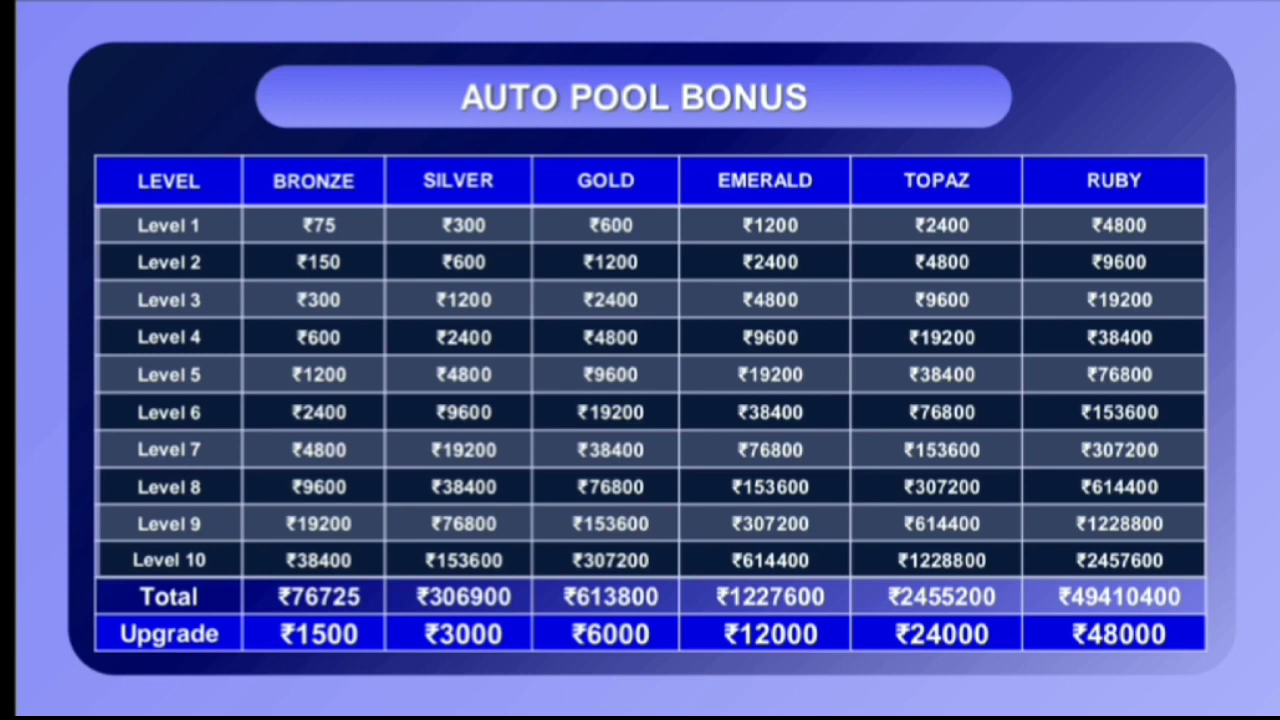 AUTO POOL BONUS
LEVEL BRONZE SILVER GOLD EMERALD TOPAZ RUBY
Level 1 ₹75 ₹300 ₹600 ₹1200 ₹2400 ₹4800
Level 2 ₹150 ₹600 ₹1200 ₹2400 ₹4800 ₹9600
Level 3 ₹300 ₹1200 ₹2400 ₹4800 ₹9600 ₹19200
Level 4 ₹600 ₹2400 ₹4800 ₹9600 ₹19200 ₹38400
Level 5 ₹1200 ₹4800 ₹9600 ₹19200 ₹38400 ₹76800
Level 6 ₹2400 ₹9600 ₹19200 ₹38400 ₹76800 ₹153600
Level 7 ₹4800 ₹19200 ₹38400 ₹76800 ₹153600 ₹307200
Level 8 ₹9600 ₹38400 ₹76800 ₹153600 ₹307200 ₹614400
Level 9 ₹19200 ₹76800 ₹153600 ₹307200 ₹614400 ₹1228800
Level 10 ₹38400 ₹153600 ₹307200 ₹614400 ₹1228800 ₹2457600
Total ₹76725 ₹306900 ₹613800 ₹1227600 ₹2455200 ₹49410400
Upgrade ₹1500 ₹3000 ₹6000 ₹12000 ₹24000 ₹48000